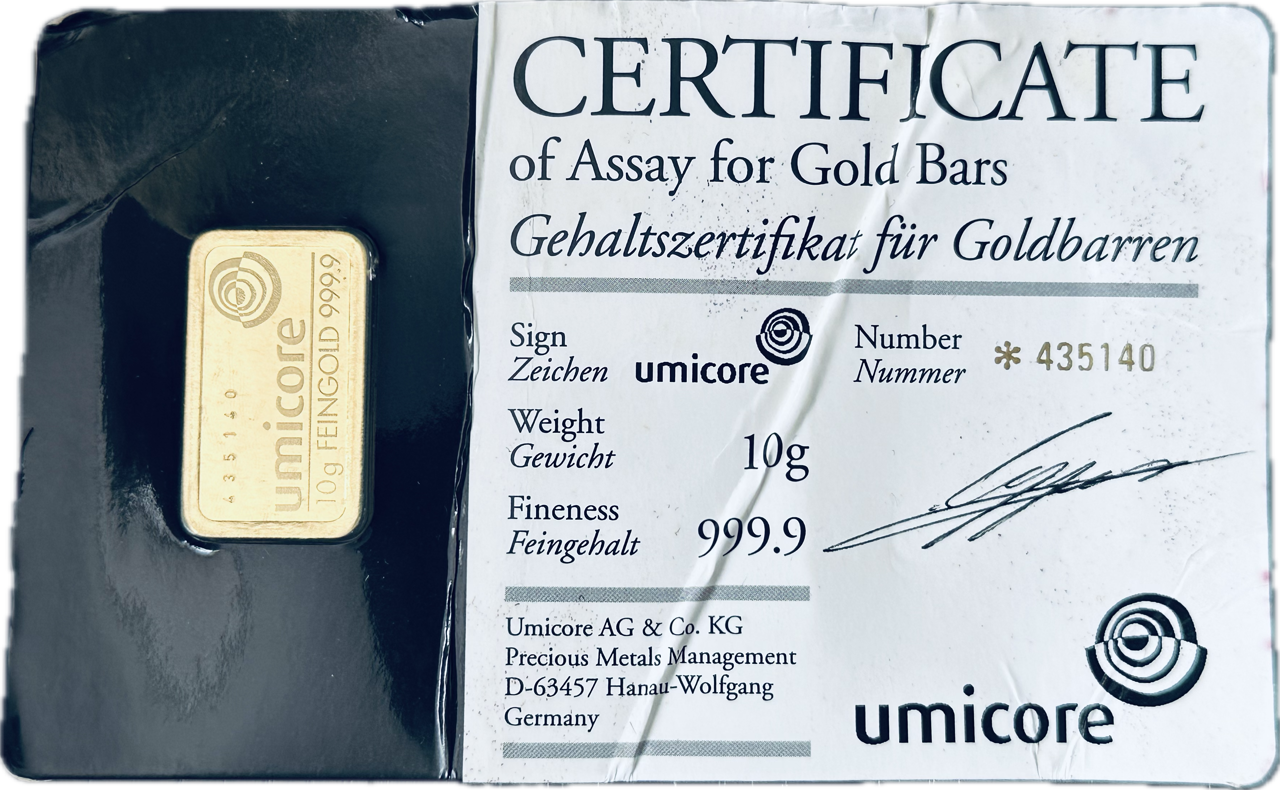 435140
umicore
10g FEINGOLD 999.9
CERTIFICATE
of Assay for Gold Bars
Gehaltszertifikat für Goldbarren
Sign
Zeichen
umicore
Number
Nummer
* 435140
Weight
Gewicht
10g
Fineness
Feingehalt
999.9
Umicore AG & Co. KG
Precious Metals Management
D-63457 Hanau-Wolfgang
Germany
umicore